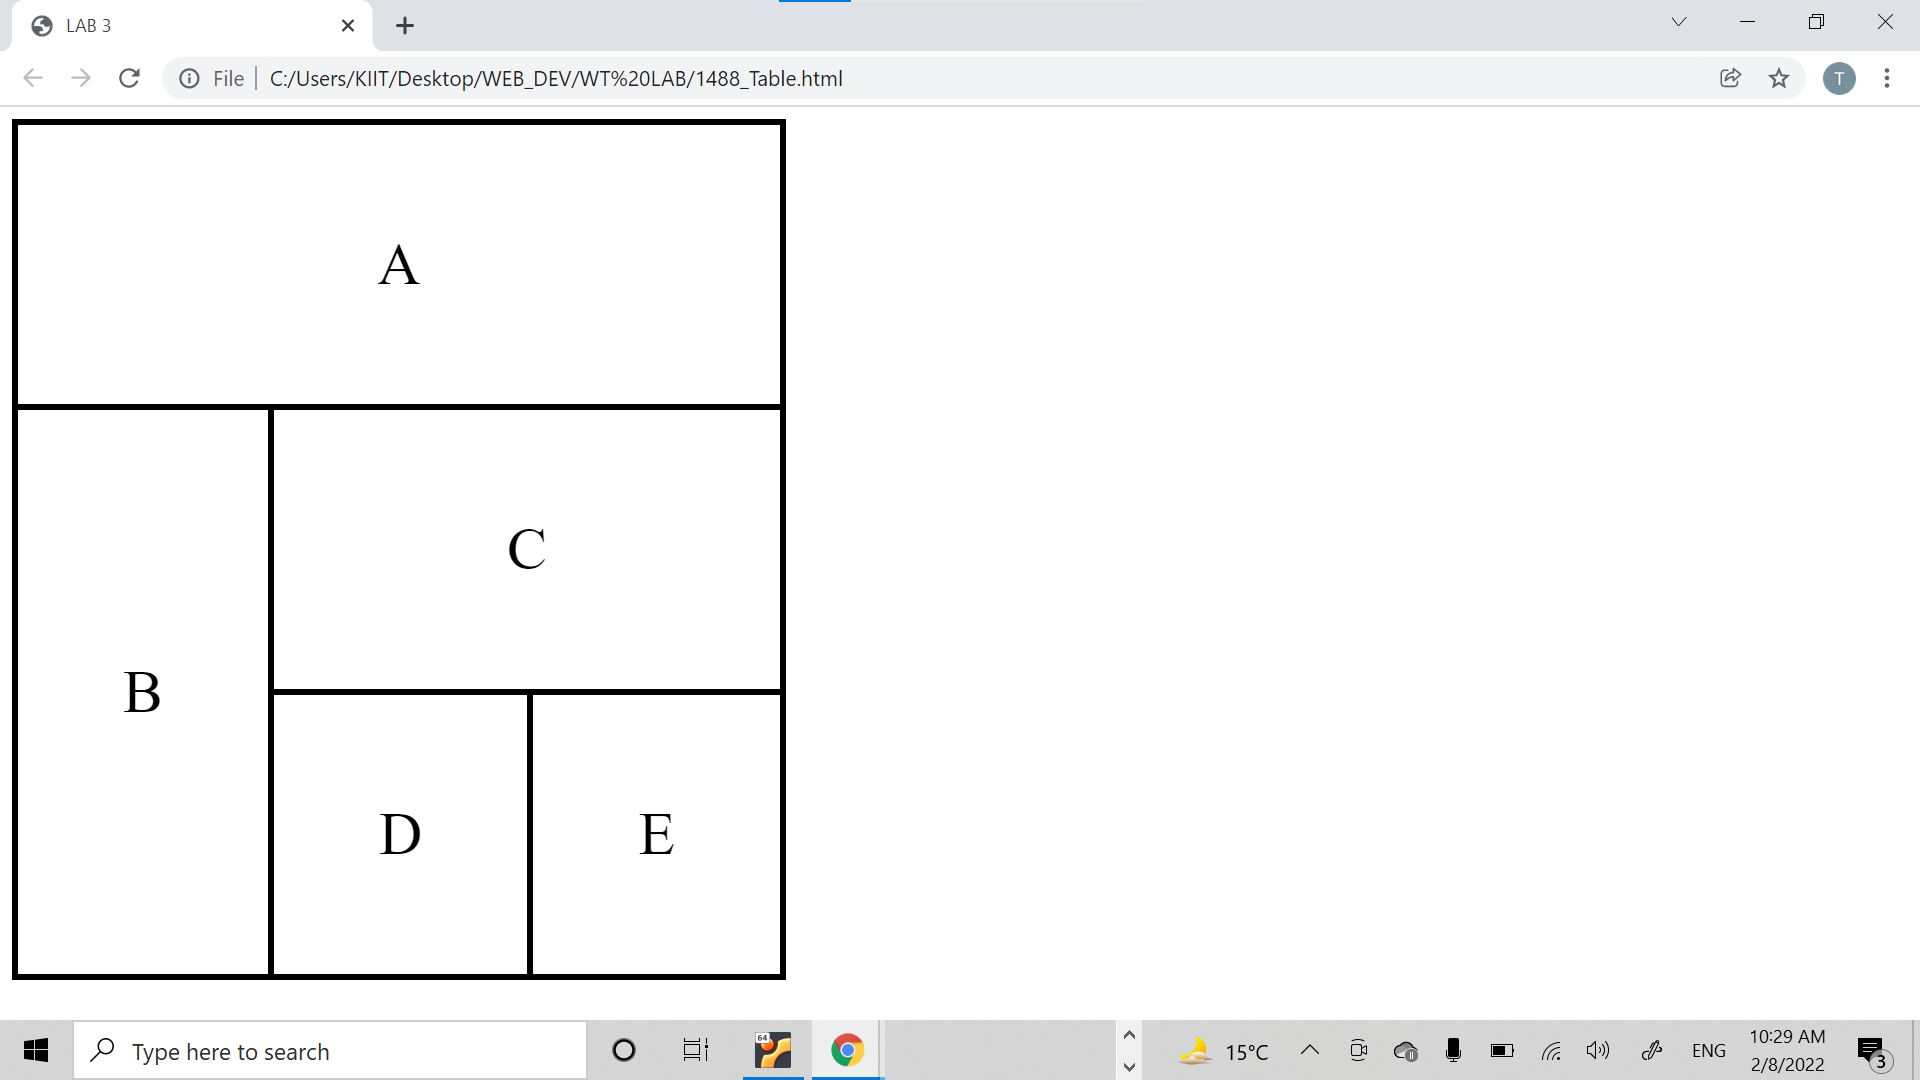 LAB 3
File
C:/Users/KIIT/Desktop/WEB_DEV/WT%20LAB/1488_Table.html
T
A
C
B
D
E
Type here to search
64
15°C
ENG
10:29 AM
2/8/2022
3